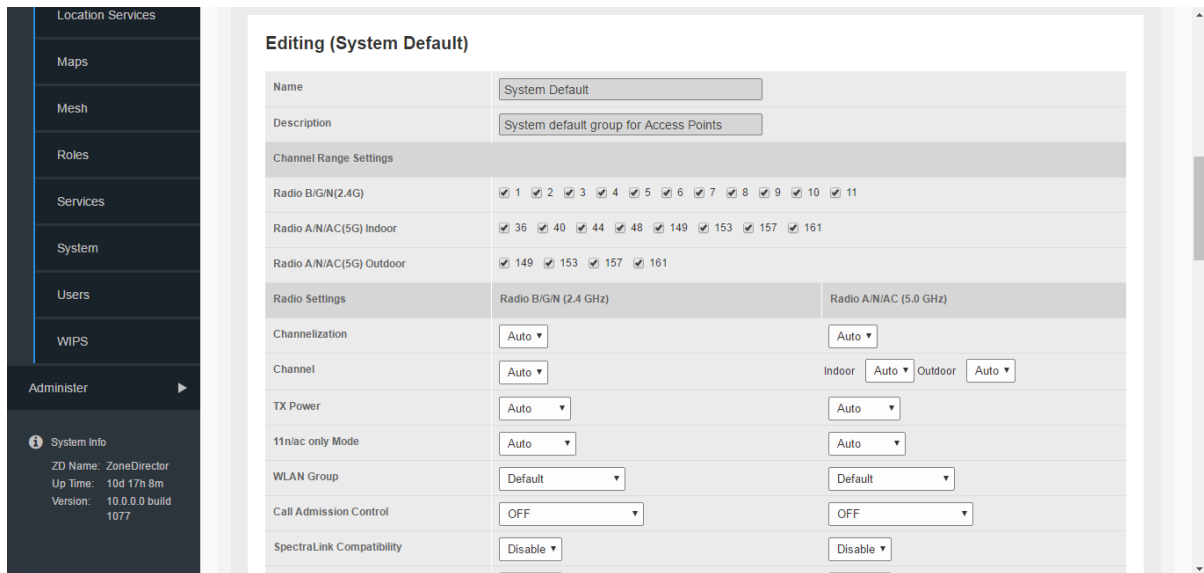 Location Services
Maps
Mesh
Roles
Services
System
Users
WIPS
Administer
System Info
ZD Name: ZoneDirector
Up Time: 10d 17h 8m
Version: 10.0.0.0 build
1077
Editing (System Default)
Name System Default
Description System default group for Access Points
Channel Range Settings
Radio B/G/N(2.4G) 1 2 3 4 5 6 7 8 9 10 11
Radio A/N/AC(5G) Indoor 36 40 44 48 149 153 157 161
Radio A/N/AC(5G) Outdoor 149 153 157 161
Radio Settings Radio B/G/N (2.4 GHz) Radio A/N/AC (5.0 GHz)
Channelization Auto Auto
Channel Auto Indoor Auto Outdoor Auto
TX Power Auto Auto
11n/ac only Mode Auto Auto
WLAN Group Default Default
Call Admission Control OFF OFF
SpectraLink Compatibility Disable Disable